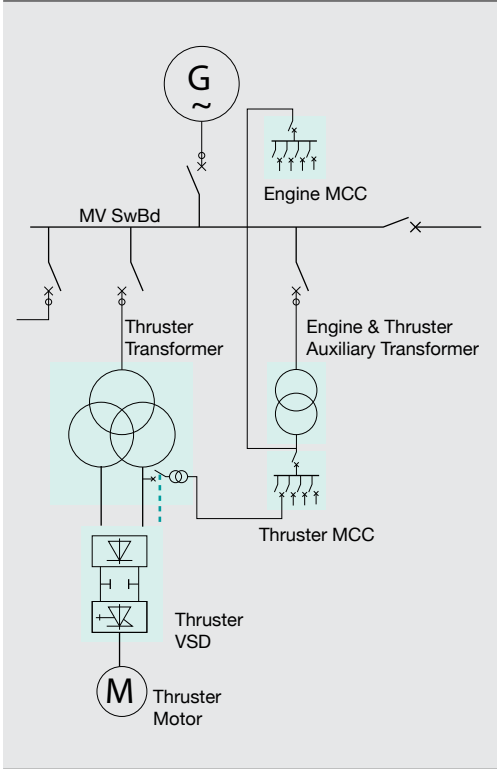 G
~
Engine MCC
MV SwBd
Thruster
Transformer
Engine & Thruster
Auxiliary Transformer
Thruster MCC
Thruster
VSD
M
Thruster
Motor